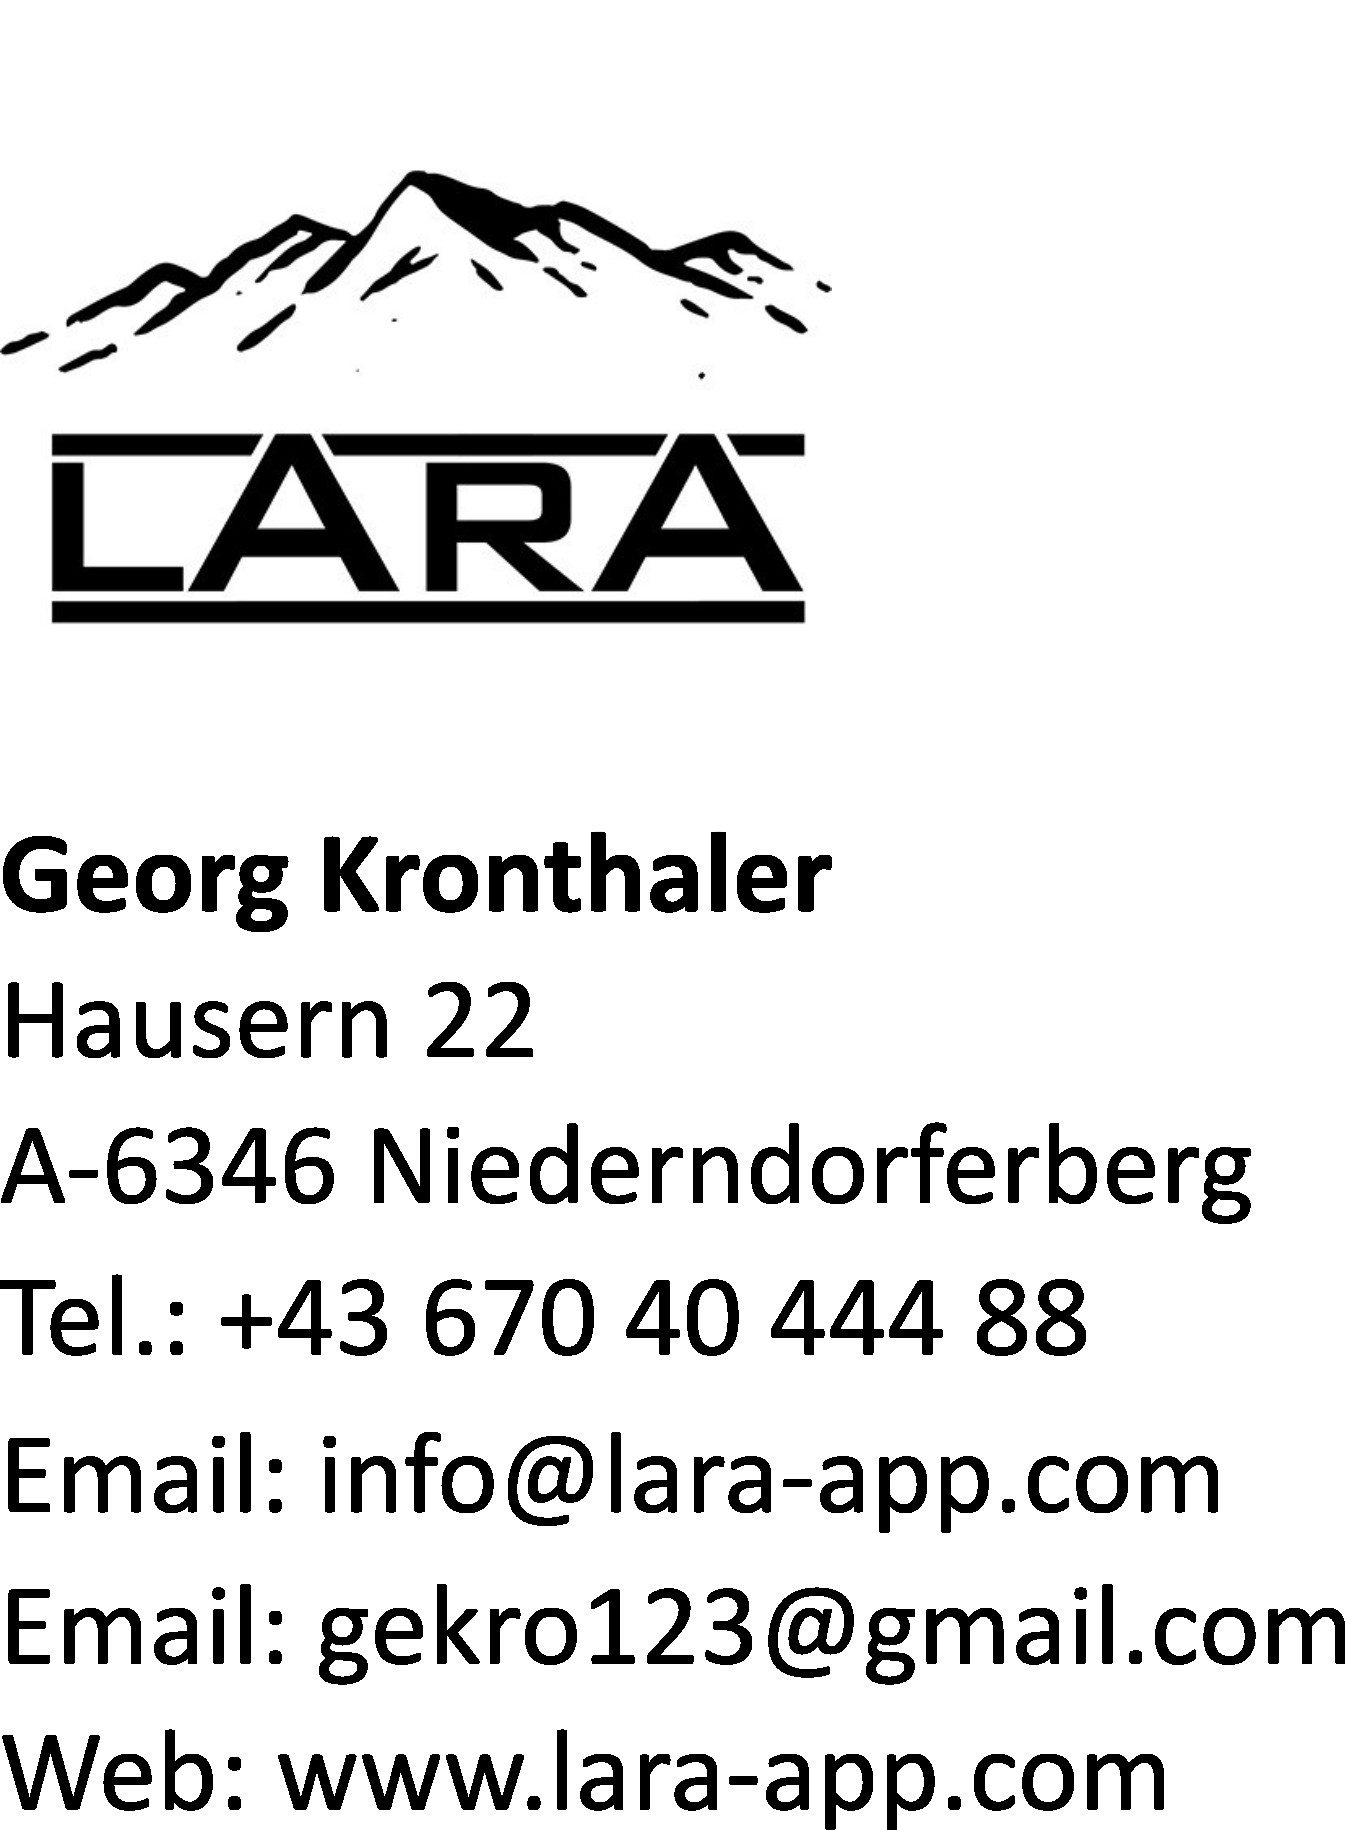 LARA
Georg Kronthaler
Hausern 22
A-6346 Niederndorferberg
Tel.: +43 670 40 444 88
Email: info@lara-app.com
Email: gekro123@gmail.com
Web: www.lara-app.com